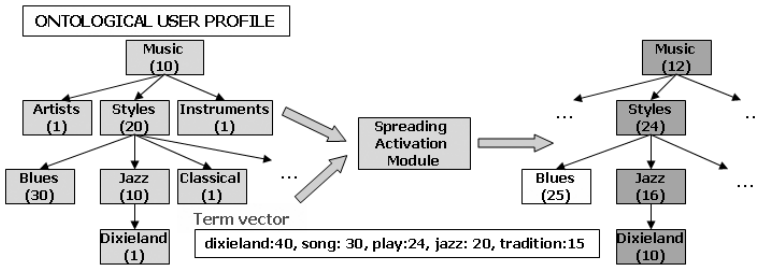 ONTOLOGICAL USER PROFILE
Music
(10)
Artists
(1)
Styles
(20)
Instruments
(1)
Blues
(30)
Jazz
(10)
Classical
(1)
...
Dixieland
(1)
Spreading
Activation
Module
Term vector
dixieland:40, song: 30, play:24, jazz: 20, tradition:15
Music
(12)
...
Styles
(24)
..
Blues
(25)
Jazz
(16)
...
Dixieland
(10)